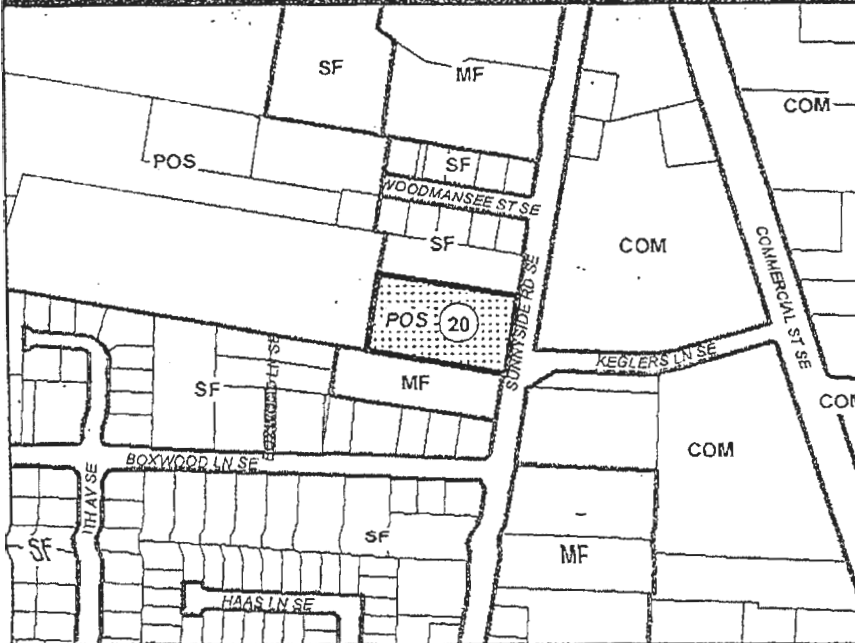 SF
MF
COM
POS
SF
WOODMANSEE ST SE
SF
COM
COMMERCIAL ST SE
SUNNYSIDE RD SE
POS 20
KEGLERS LN SE
BOXWOOD LN SE
MF
SF
COM
COM
BOXWOOD LN SE
11TH AV SE
SF
SF
MF
HAAS LN SE